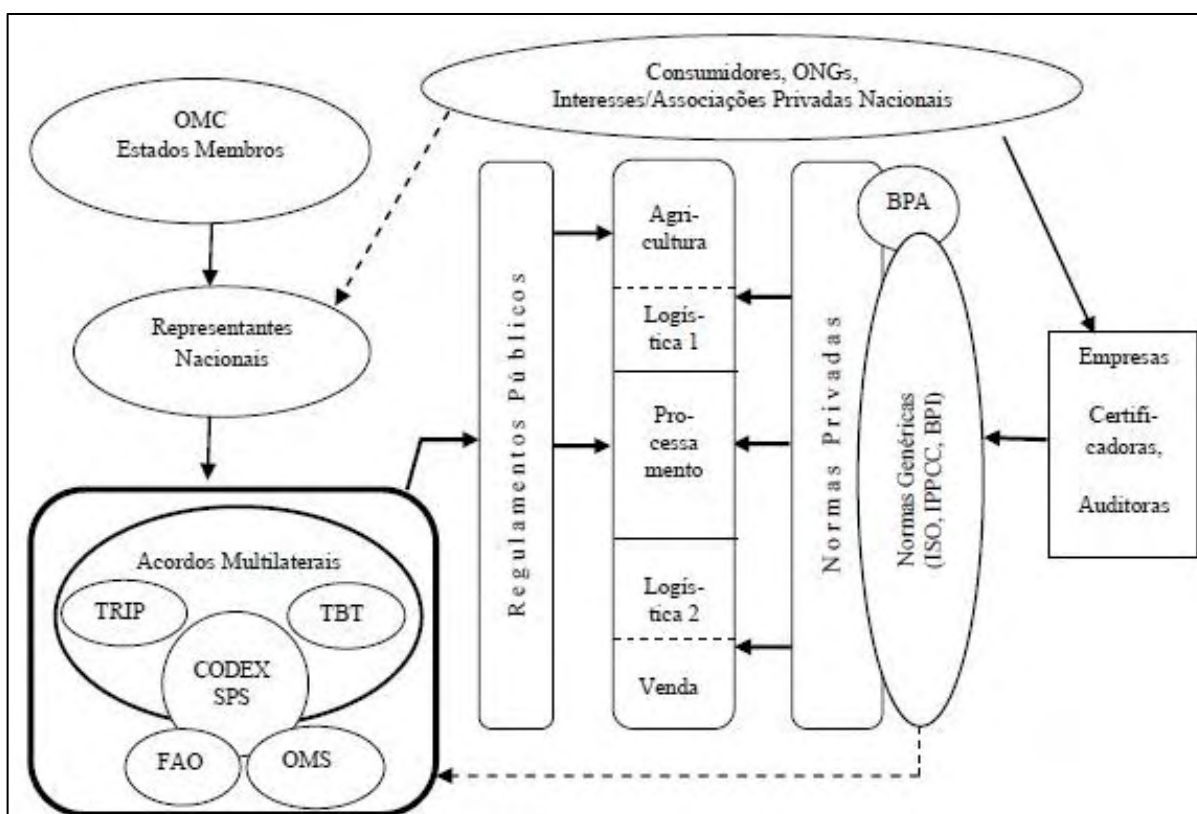 Consumidores, ONGs,
Interesses/Associações Privadas Nacionais
OMC
Estados Membros
Representantes
Nacionais
Acordos Multilaterais
TRIP
TBT
CODEX
SPS
FAO
OMS
Regulamentos Públicos
Agri-
cultura
Logís-
tica 1
Pro-
cessa
mento
Logís-
tica 2
Venda
Normas Privadas
BPA
Normas Genéricas
(ISO, IPPCC, BPI)
Empresas
Certifi-
cadoras,
Auditoras